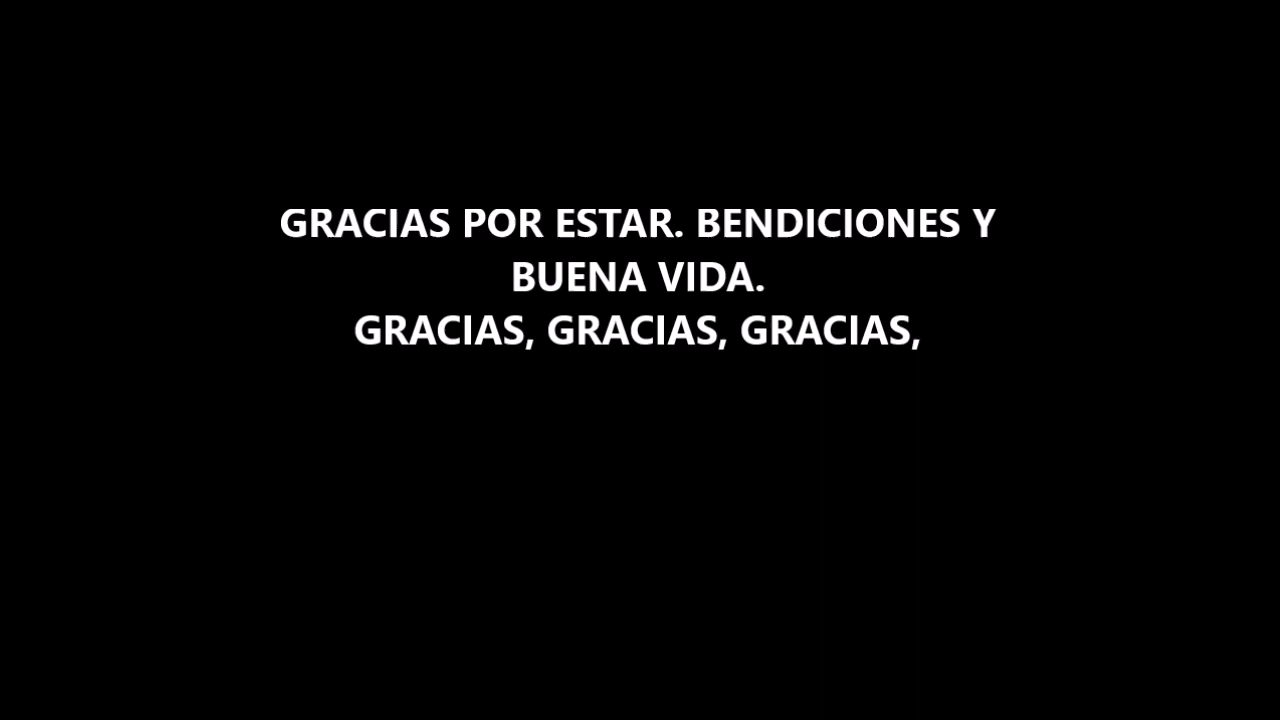 GRACIAS POR ESTAR. BENDICIONES Y
BUENA VIDA.
GRACIAS, GRACIAS, GRACIAS,